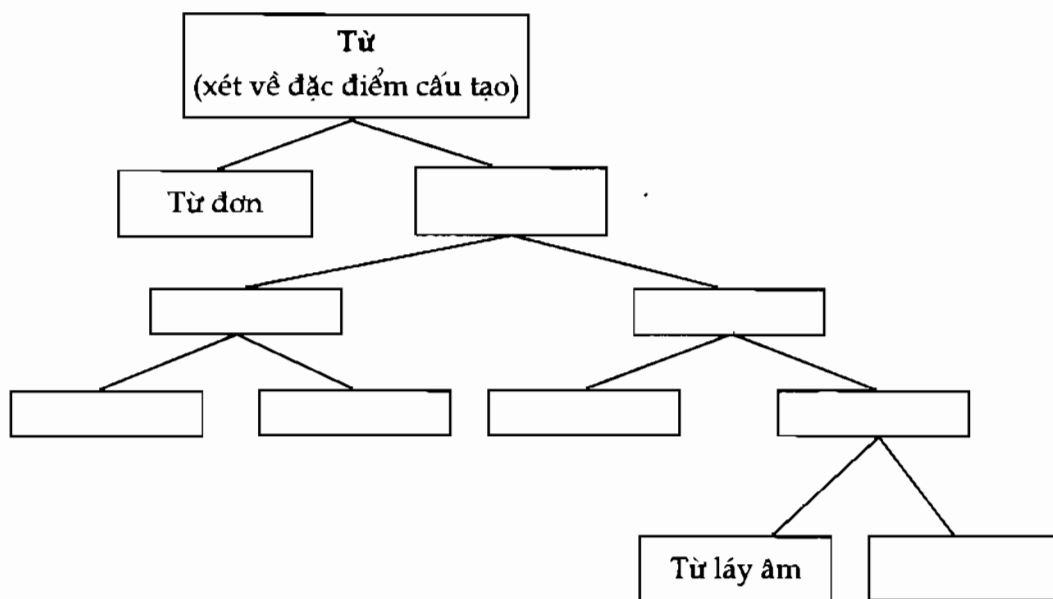 Từ
(xét về đặc điểm cấu tạo)
Từ đơn
Từ láy âm